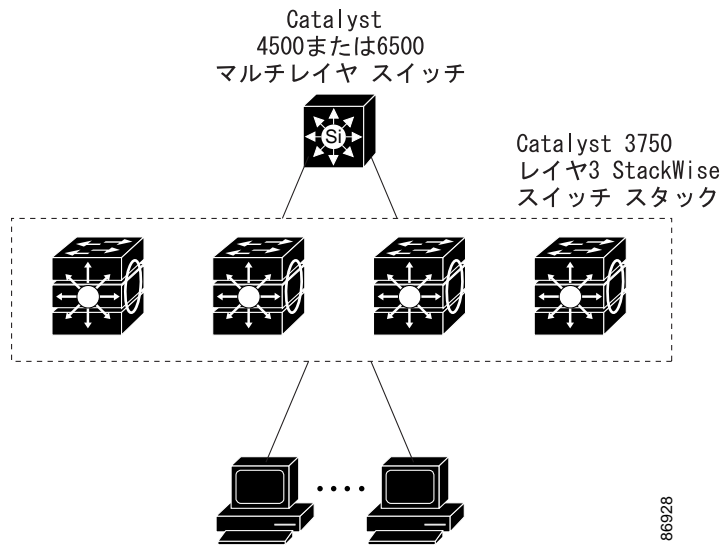 Catalyst
4500または6500
マルチレイヤ スイッチ
Si
Catalyst 3750
レイヤ3 StackWise
スイッチ スタック
86928